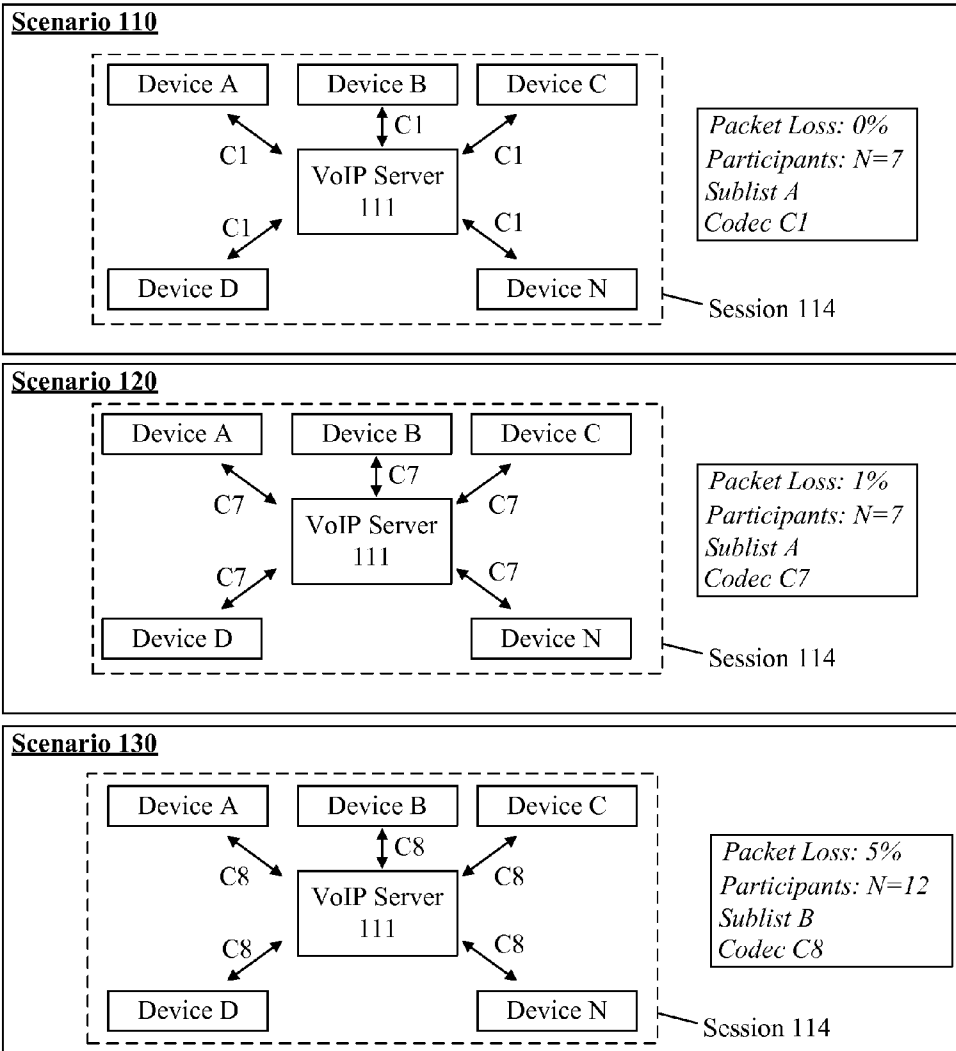 Scenario 110
Device A
Device B
Device C
C1
C1
C1
VoIP Server
111
C1
C1
Device D
Device N
Packet Loss: 0%
Participants: N=7
Sublist A
Codec C1
Session 114
Scenario 120
Device A
Device B
Device C
C7
C7
C7
VoIP Server
111
C7
C7
Device D
Device N
Packet Loss: 1%
Participants: N=7
Sublist A
Codec C7
Session 114
Scenario 130
Device A
Device B
Device C
C8
C8
C8
VoIP Server
111
C8
C8
Device D
Device N
Packet Loss: 5%
Participants: N=12
Sublist B
Codec C8
Session 114